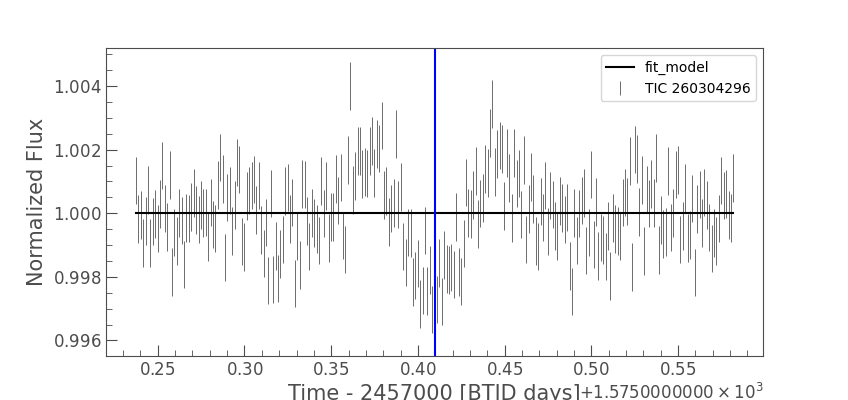 fit_model
TIC 260304296
1.004
1.002
1.000
0.998
0.996
Normalized Flux
0.25 0.30 0.35 0.40 0.45 0.50 0.55
Time - 2457000 [BTJD days] +1.5750000000 × 10³